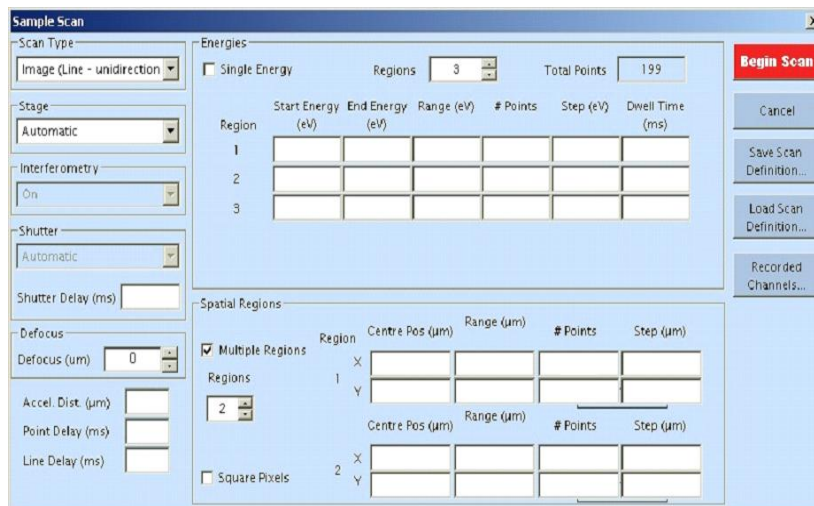 Sample Scan
Scan Type
Image (Line - unidirection
Stage
Automatic
Interferometry
On
Shutter
Automatic
Shutter Delay (ms)
Defocus
Defocus (um) 0
Accel. Dist. (µm)
Point Delay (ms)
Line Delay (ms)
Energies
Single Energy Regions 3 Total Points 199
Region Start Energy (eV) End Energy (eV) Range (eV) # Points Step (eV) Dwell Time (ms)
1
2
3
Spatial Regions
Multiple Regions
Regions
2
Square Pixels
Region Centre Pos (µm) Range (µm) # Points Step (µm)
X
1
Y
Centre Pos (µm) Range (µm) # Points Step (µm)
X
2
Y
Begin Scan
Cancel
Save Scan
Definition...
Load Scan
Definition...
Recorded
Channels...